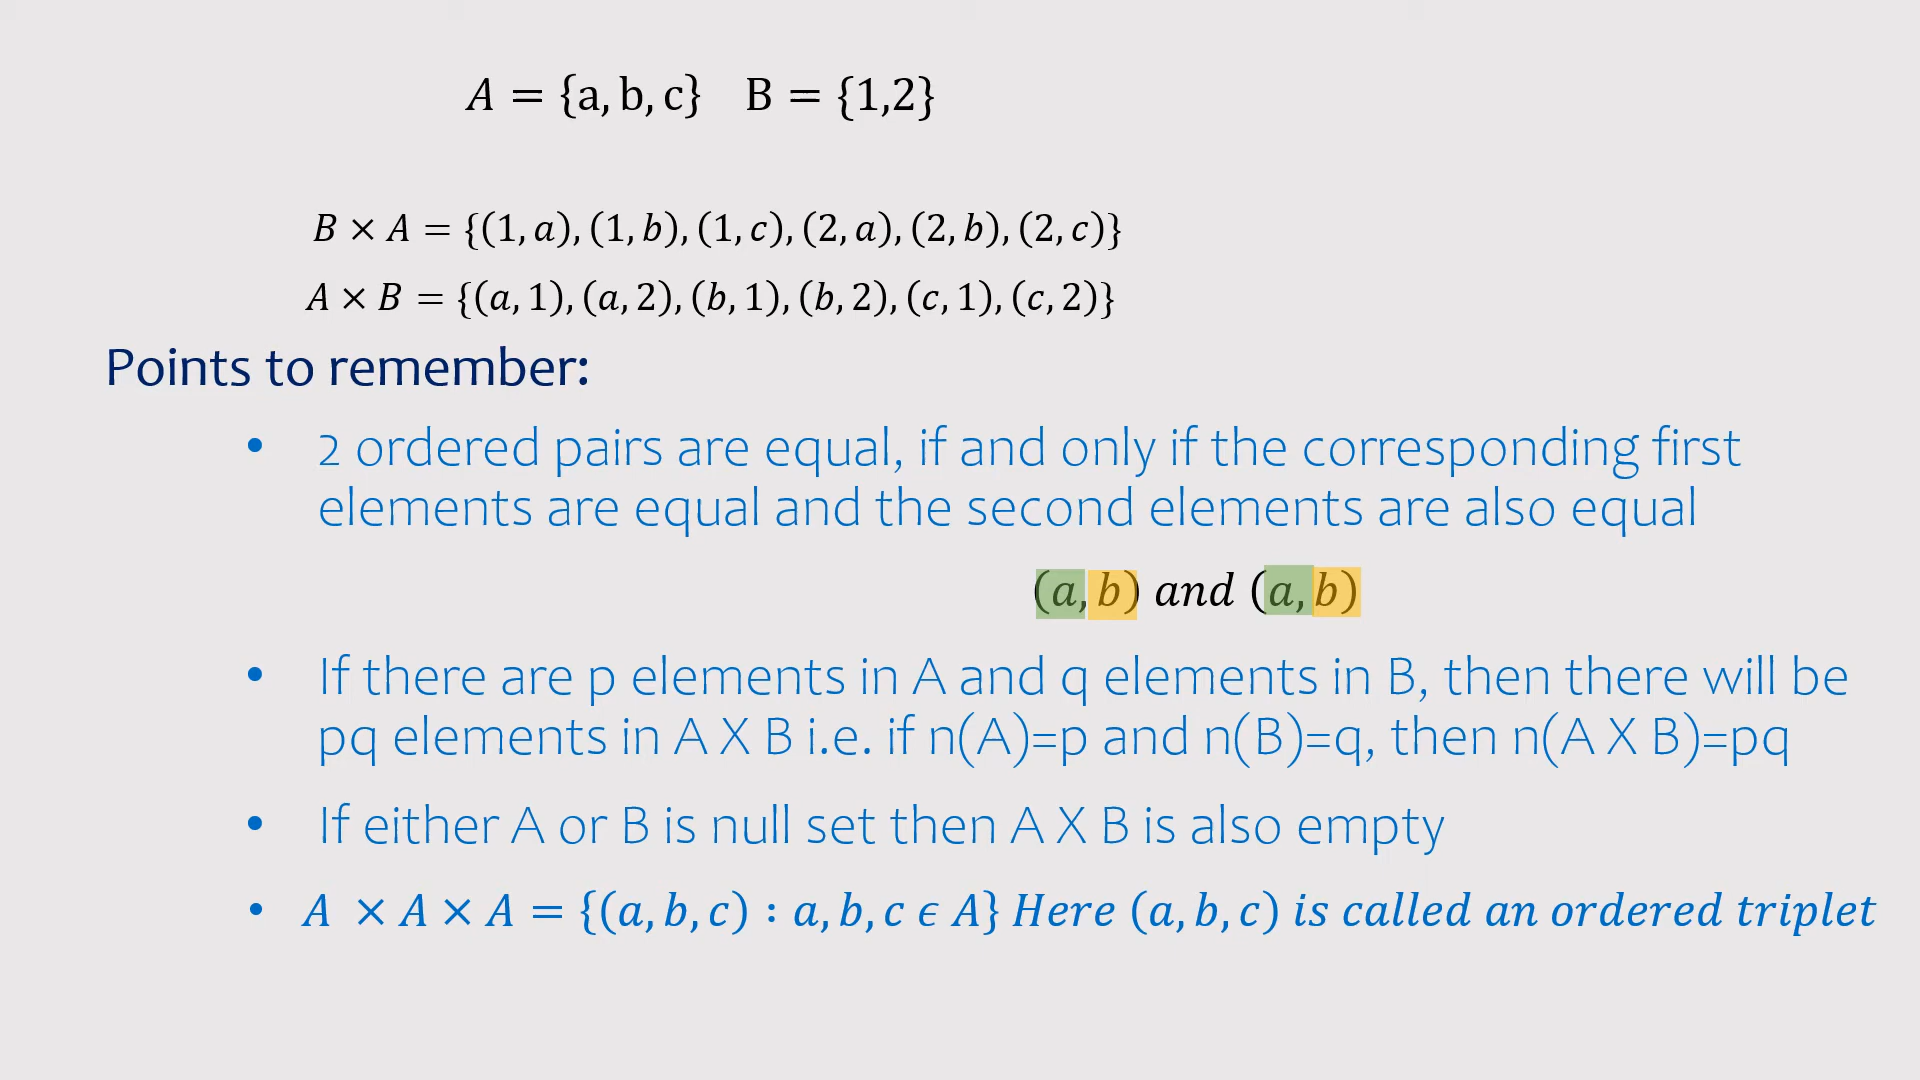 A = {a, b, c} B = {1,2}
B × A = {(1, a), (1, b), (1, c), (2, a), (2, b), (2, c)}
A × B = {(a, 1), (a, 2), (b, 1), (b, 2), (c, 1), (c, 2)}
Points to remember:
• 2 ordered pairs are equal, if and only if the corresponding first
elements are equal and the second elements are also equal
(a, b) and (a, b)
• If there are p elements in A and q elements in B, then there will be
pq elements in A X B i.e. if n(A)=p and n(B)=q, then n(A X B)=pq
• If either A or B is null set then A X B is also empty
• A × A × A = {(a, b, c) : a, b, c ϵ A} Here (a, b, c) is called an ordered triplet